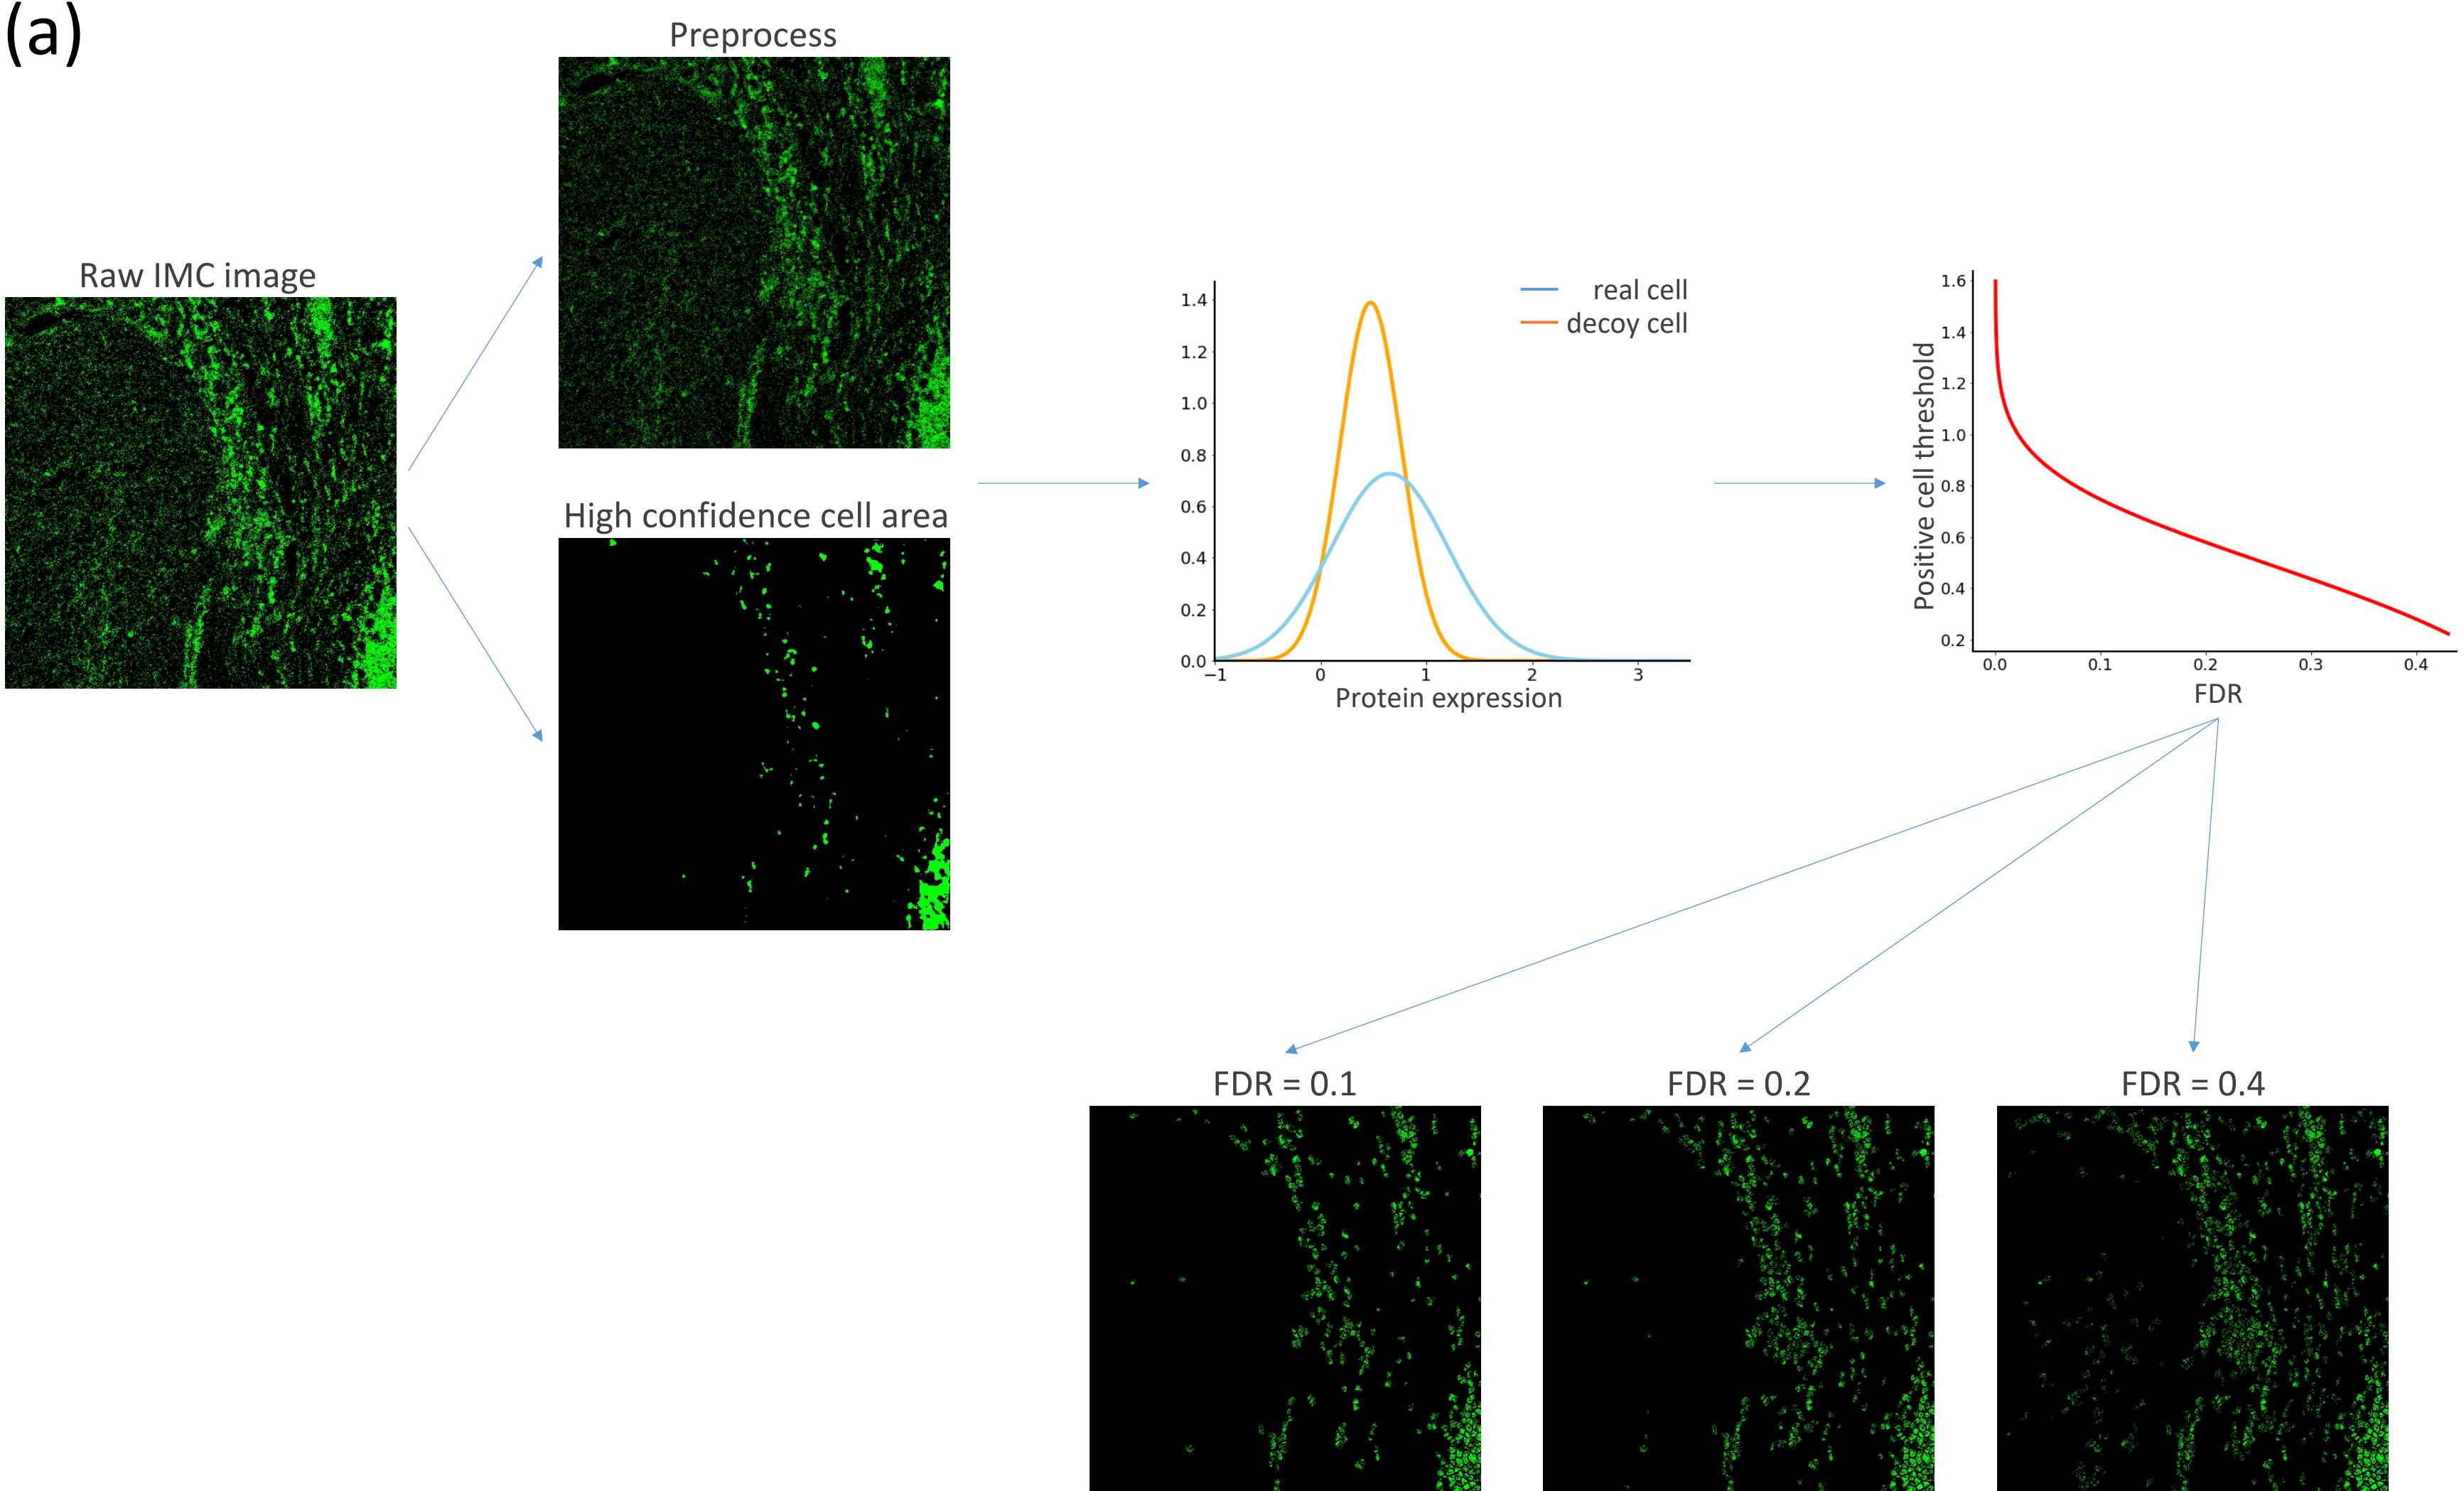 (a)
Preprocess
Raw IMC image
High confidence cell area
real cell
decoy cell
1.4
1.2
1.0
0.8
0.6
0.4
0.2
0.0
−1 0 1 2 3
Protein expression
Positive cell threshold
1.6
1.4
1.2
1.0
0.8
0.6
0.4
0.2
0.0 0.1 0.2 0.3 0.4
FDR
FDR = 0.1
FDR = 0.2
FDR = 0.4